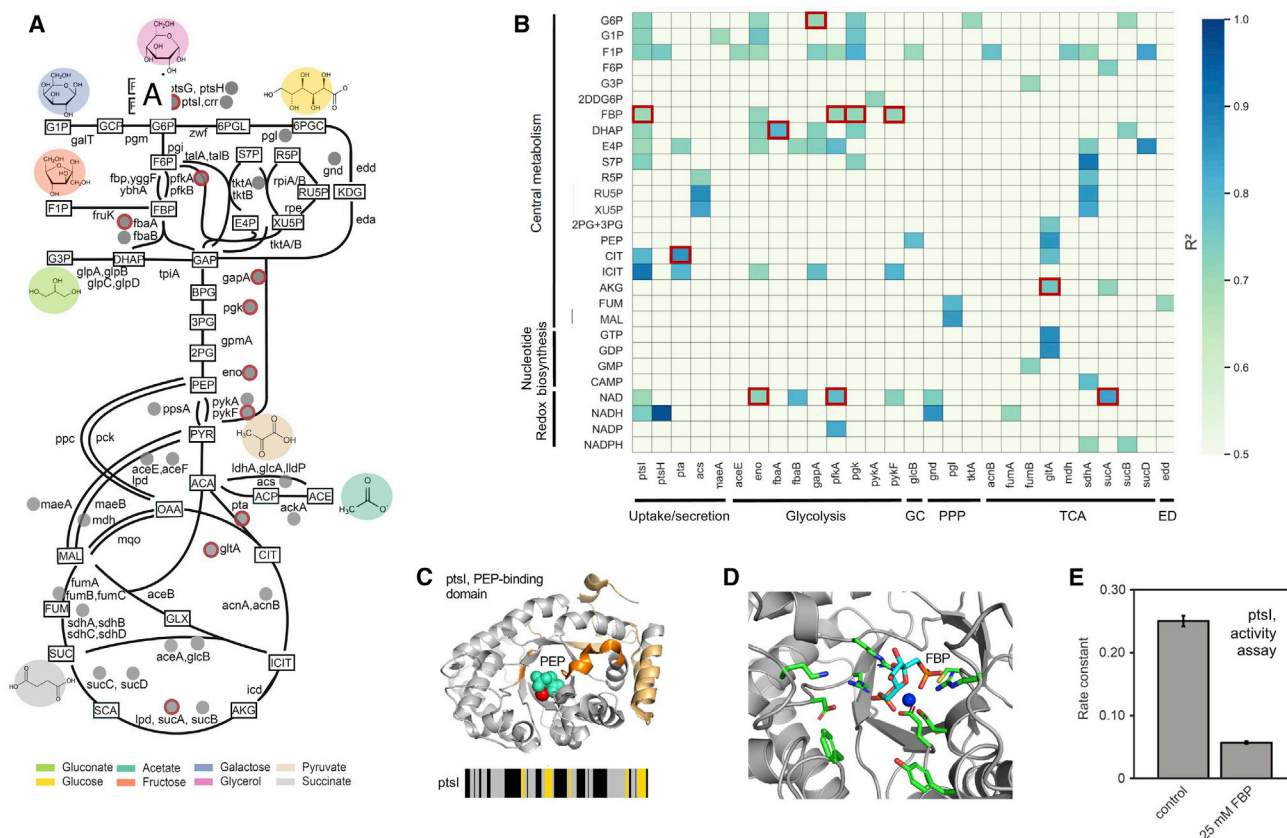 A
B
ptsG, ptsH
A
ptsI, crr
G1P
GCF
G6P
6PGL
6PGC
galT
pgm
zwf
pgl
pgi
talA, talB
S7P
R5P
gnd
edd
F6P
fbp, yggF
ybhA
pfkA
pfkB
tktA
tktB
rpiA/B
RU5P
KDG
rpe
F1P
FBP
E4P
XU5P
eda
fruK
fbaA
fbaB
tktA/B
G3P
DHAP
GAP
glpA, glpB
glpC, glpD
tpiA
gapA
BPG
pgk
3PG
gpmA
2PG
eno
PEP
ppsA
pykA
pykF
ppc
pck
PYR
aceE, aceF
lpd
ldhA, glcA, lldP
acs
ACA
ACP
ACE
maeA
maeB
mdh
OAA
pta
ackA
mqo
gltA
MAL
CIT
fumA
fumB, fumC
aceB
acnA, acnB
FUM
GLX
sdhA, sdhB
sdhC, sdhD
SUC
aceA, glcB
ICIT
sucC, sucD
icd
SCA
lpd, sucA, sucB
AKG
Gluconate
Acetate
Galactose
Pyruvate
Glucose
Fructose
Glycerol
Succinate
Central metabolism
Nucleotide biosynthesis
Redox
G6P
G1P
F1P
F6P
G3P
2DDG6P
FBP
DHAP
E4P
S7P
R5P
RU5P
XU5P
2PG+3PG
PEP
CIT
ICIT
AKG
FUM
MAL
GTP
GDP
GMP
CAMP
NAD
NADH
NADP
NADPH
ptsI
ptsH
pta
acs
maeA
aceE
eno
fbaA
fbaB
gapA
pfkA
pgk
pykA
pykF
glcB
gnd
pgl
tktA
acnB
fumA
fumB
gltA
mdh
sdhA
sucA
sucB
sucD
edd
Uptake/secretion
Glycolysis
GC
PPP
TCA
ED
1.0
0.9
0.8
0.7
0.6
0.5
R²
C
ptsI, PEP-binding
domain
PEP
ptsI
D
FBP
E
Rate constant
0.30
0.20
0.10
0
ptsI,
activity
assay
control
25 mM FBP